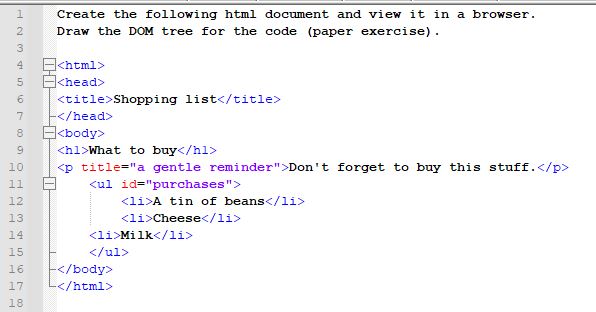 1 Create the following html document and view it in a browser.
2 Draw the DOM tree for the code (paper exercise).
3
4 <html>
5 <head>
6 <title>Shopping list</title>
7 </head>
8 <body>
9 <h1>What to buy</h1>
10 <p title="a gentle reminder">Don't forget to buy this stuff.</p>
11 <ul id="purchases">
12 <li>A tin of beans</li>
13 <li>Cheese</li>
14 <li>Milk</li>
15 </ul>
16 </body>
17 </html>
18